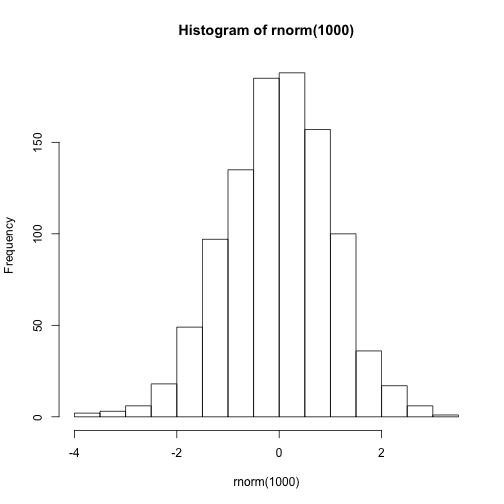 Histogram of rnorm(1000)
Frequency
150
100
50
0
-4 -2 0 2
rnorm(1000)